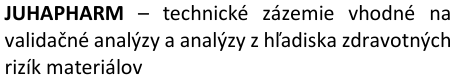 JUHAPHARM – technické zázemie vhodné na
validačné analýzy a analýzy z hľadiska zdravotných
rizík materiálov